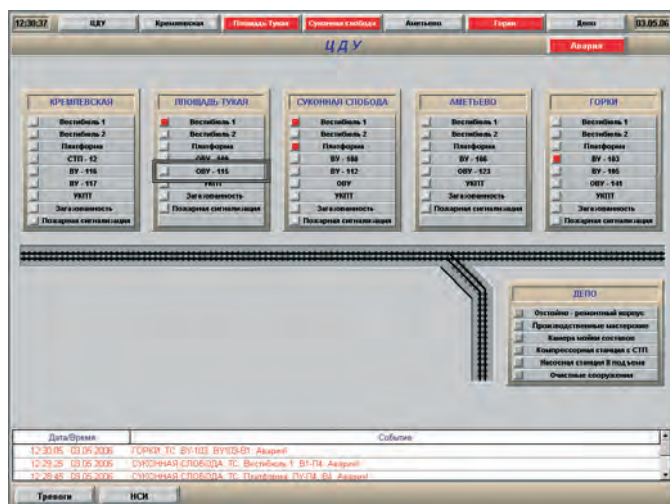 12:30:37 ЦДУ Кремлевская Площадь Тукая Суконная слобода Аметьево Горки Депо 03.05.06
ЦДУ Авария
КРЕМЛЕВСКАЯ
Вестибюль 1
Вестибюль 2
Платформа
СТП - 12
ВУ - 116
ВУ - 117
УКПТ
Загазованность
Пожарная сигнализация
ПЛОЩАДЬ ТУКАЯ
Вестибюль 1
Вестибюль 2
Платформа
ОВУ - 115
УКПТ
Загазованность
Пожарная сигнализация
СУКОННАЯ СЛОБОДА
Вестибюль 1
Вестибюль 2
Платформа
ВУ - 108
ВУ - 112
ОВУ
УКПТ
Загазованность
Пожарная сигнализация
АМЕТЬЕВО
Вестибюль 1
Вестибюль 2
Платформа
ВУ - 106
ОВУ - 123
УКПТ
Загазованность
Пожарная сигнализация
ГОРКИ
Вестибюль 1
Вестибюль 2
Платформа
ВУ - 103
ВУ - 105
ОВУ - 141
УКПТ
Загазованность
Пожарная сигнализация
ДЕПО
Отстойно - ремонтный корпус
Производственные мастерские
Камера мойки составов
Компрессорная станция с СТП
Насосная станция II подъема
Очистные сооружения
Дата/Время Событие
12:30:05 03.05.2006 ГОРКИ. ТС. ВУ-103. ВУ103-В1. Авария!
12:29:25 03.05.2006 СУКОННАЯ СЛОБОДА. ТС. Вестибюль 1. В1-П4. Авария!
12:28:45 03.05.2006 СУКОННАЯ СЛОБОДА. ТС. Платформа. В4. Авария!
Тревоги НСИ